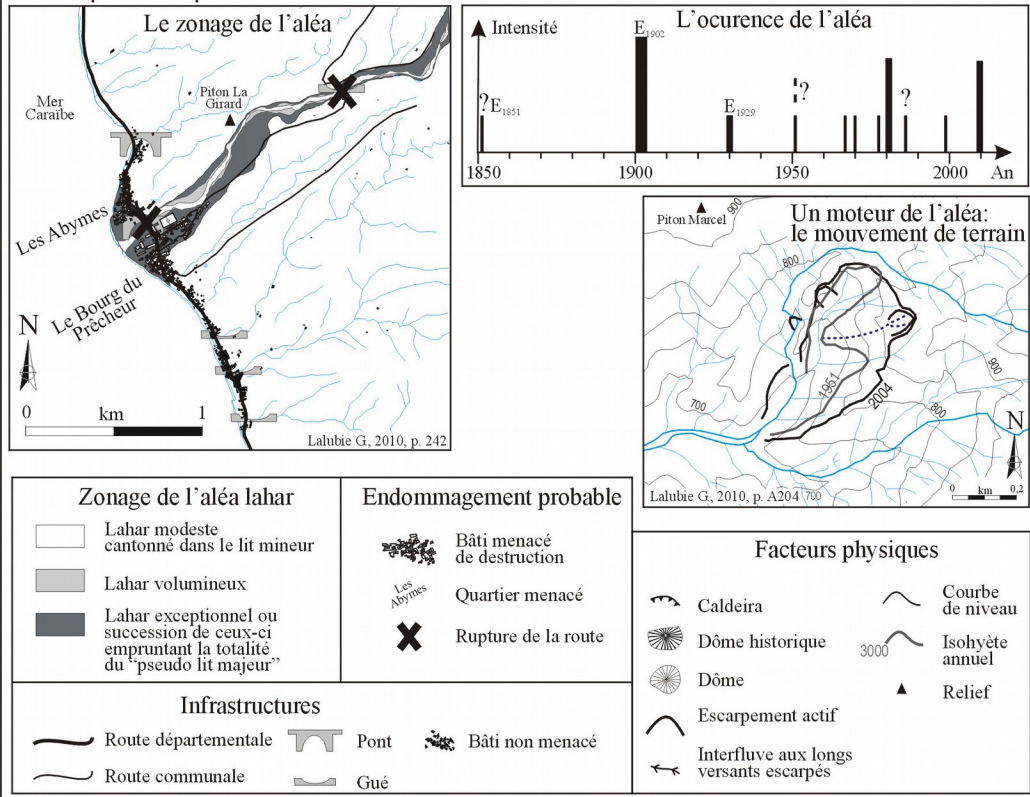 Le zonage de l'aléa
Mer
Caraïbe
Piton La
Girard
Les Abymes
Le Bourg du
Prêcheur
N
0 km 1
Lalubie G., 2010, p. 242
L'ocurence de l'aléa
Intensité
E1902
?
?E1851
E1929
?
1850 1900 1950 2000 An
Piton Marcel
900
Un moteur de l'aléa:
le mouvement de terrain
800
900
1951
2004
700
800
N
Lalubie G., 2010, p. A204
700
0 km 0,2
Zonage de l'aléa lahar
Lahar modeste
cantonné dans le lit mineur
Lahar volumineux
Lahar exceptionnel ou
succession de ceux-ci
empruntant la totalité
du “pseudo lit majeur”
Endommagement probable
Bâti menacé
de destruction
Les
Abymes
Quartier menacé
Rupture de la route
Infrastructures
Route départementale
Pont
Bâti non menacé
Route communale
Gué
Facteurs physiques
Caldeira
Dôme historique
Dôme
Escarpement actif
Interfluve aux longs
versants escarpés
Courbe
de niveau
3000
Isohyète
annuel
Relief